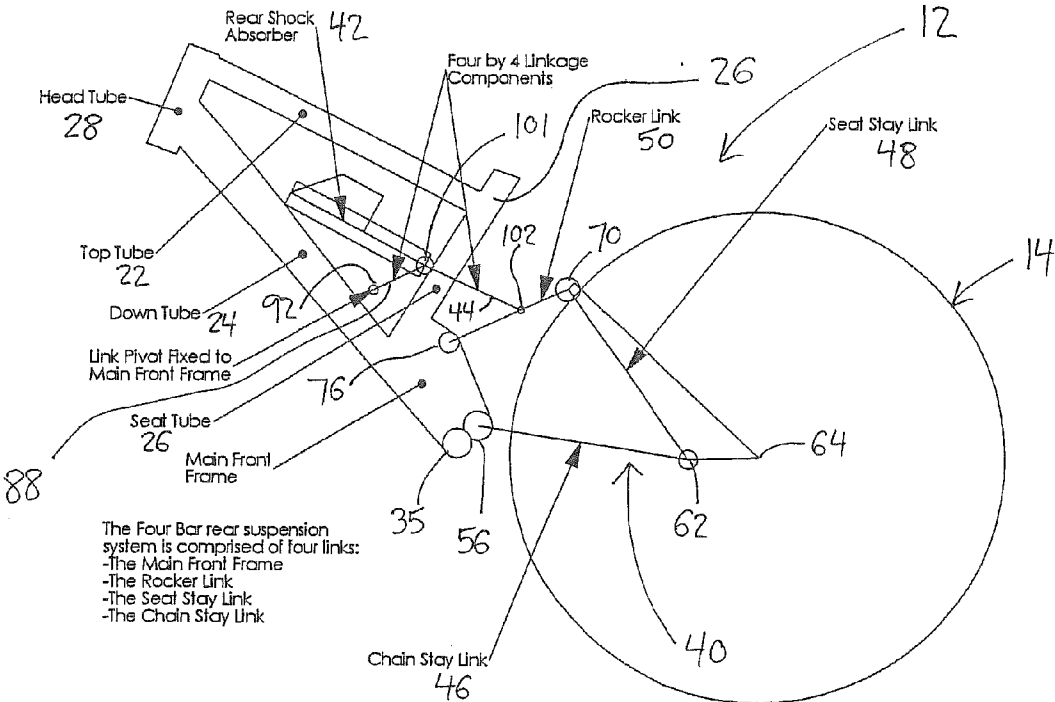 Rear Shock
Absorber
42
12
Four by 4 Linkage
Components
26
Head Tube
28
101
Rocker Link
50
Seat Stay Link
48
102
70
14
Top Tube
22
Down Tube
24
92
44
Link Pivot Fixed to
Main Front Frame
76
Seat Tube
26
Main Front
Frame
88
64
35
56
62
The Four Bar rear suspension
system is comprised of four links:
-The Main Front Frame
-The Rocker Link
-The Seat Stay Link
-The Chain Stay Link
40
Chain Stay Link
46